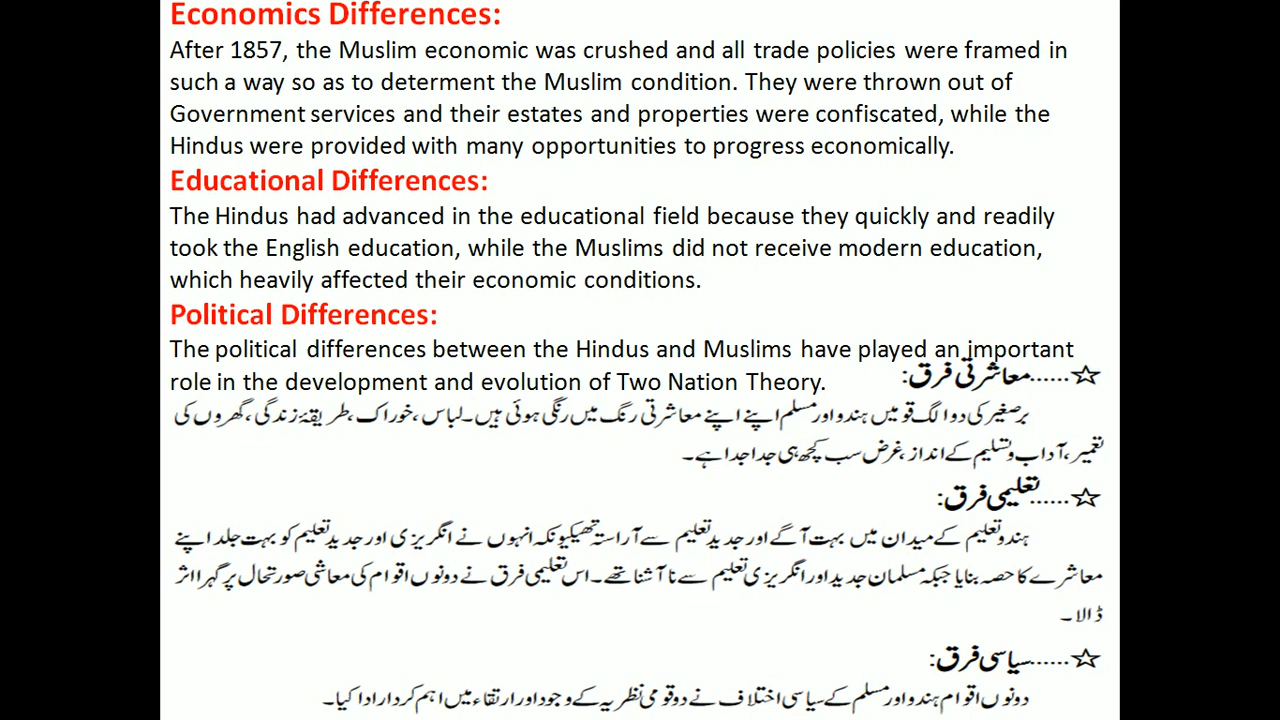 Economics Differences:
After 1857, the Muslim economic was crushed and all trade policies were framed in
such a way so as to determent the Muslim condition. They were thrown out of
Government services and their estates and properties were confiscated, while the
Hindus were provided with many opportunities to progress economically.
Educational Differences:
The Hindus had advanced in the educational field because they quickly and readily
took the English education, while the Muslims did not receive modern education,
which heavily affected their economic conditions.
Political Differences:
The political differences between the Hindus and Muslims have played an important
role in the development and evolution of Two Nation Theory.
☆......معاشرتی فرق:
برصغیر کی دو الگ قومیں ہندو اور مسلم اپنے اپنے معاشرتی رنگ میں رنگی ہوئی ہیں۔ لباس، خوراک، طریقۂ زندگی، گھروں کی
تعمیر، آداب و تسلیم کے انداز، غرض سب کچھ ہی جدا جدا ہے۔
☆......تعلیمی فرق:
ہندو تعلیم کے میدان میں بہت آگے اور جدید تعلیم سے آراستہ تھے کیونکہ انہوں نے انگریزی اور جدید تعلیم کو بہت جلد اپنے
معاشرے کا حصہ بنایا جبکہ مسلمان جدید اور انگریزی تعلیم سے نا آشنا تھے۔ اس تعلیمی فرق نے دونوں اقوام کی معاشی صورتحال پر گہرا اثر
ڈالا۔
☆......سیاسی فرق:
دونوں اقوام ہندو اور مسلم کے سیاسی اختلاف نے دو قومی نظریہ کے وجود اور ارتقاء میں اہم کردار ادا کیا۔